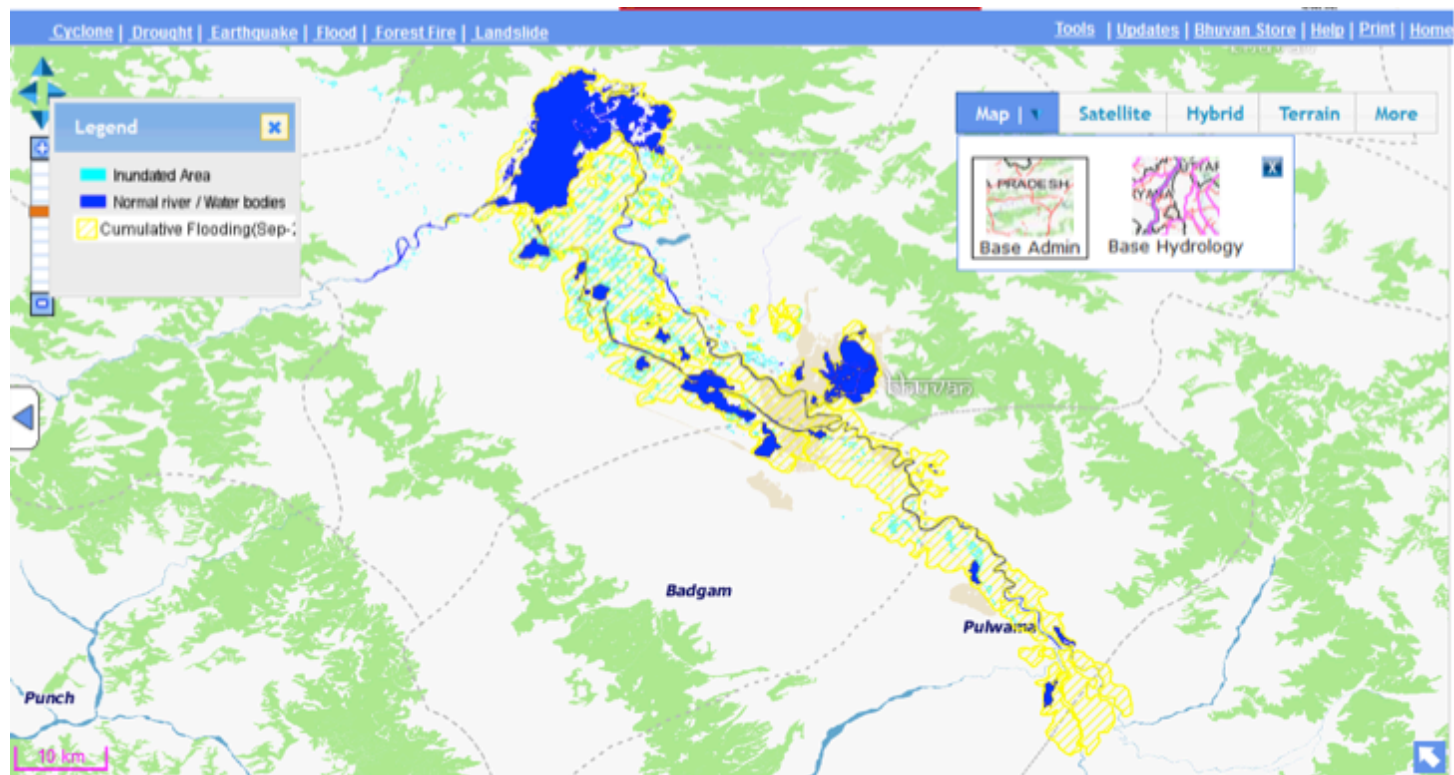 Cyclone | Drought | Earthquake | Flood | Forest Fire | Landslide
Tools | Updates | Bhuvan Store | Help | Print | Home
Legend
Inundated Area
Normal river / Water bodies
Cumulative Flooding(Sep-
Map |
Satellite
Hybrid
Terrain
More
A PRADESH
Base Admin
RYANA
Base Hydrology
X
bhuvan
Badgam
Pulwama
Punch
10 km